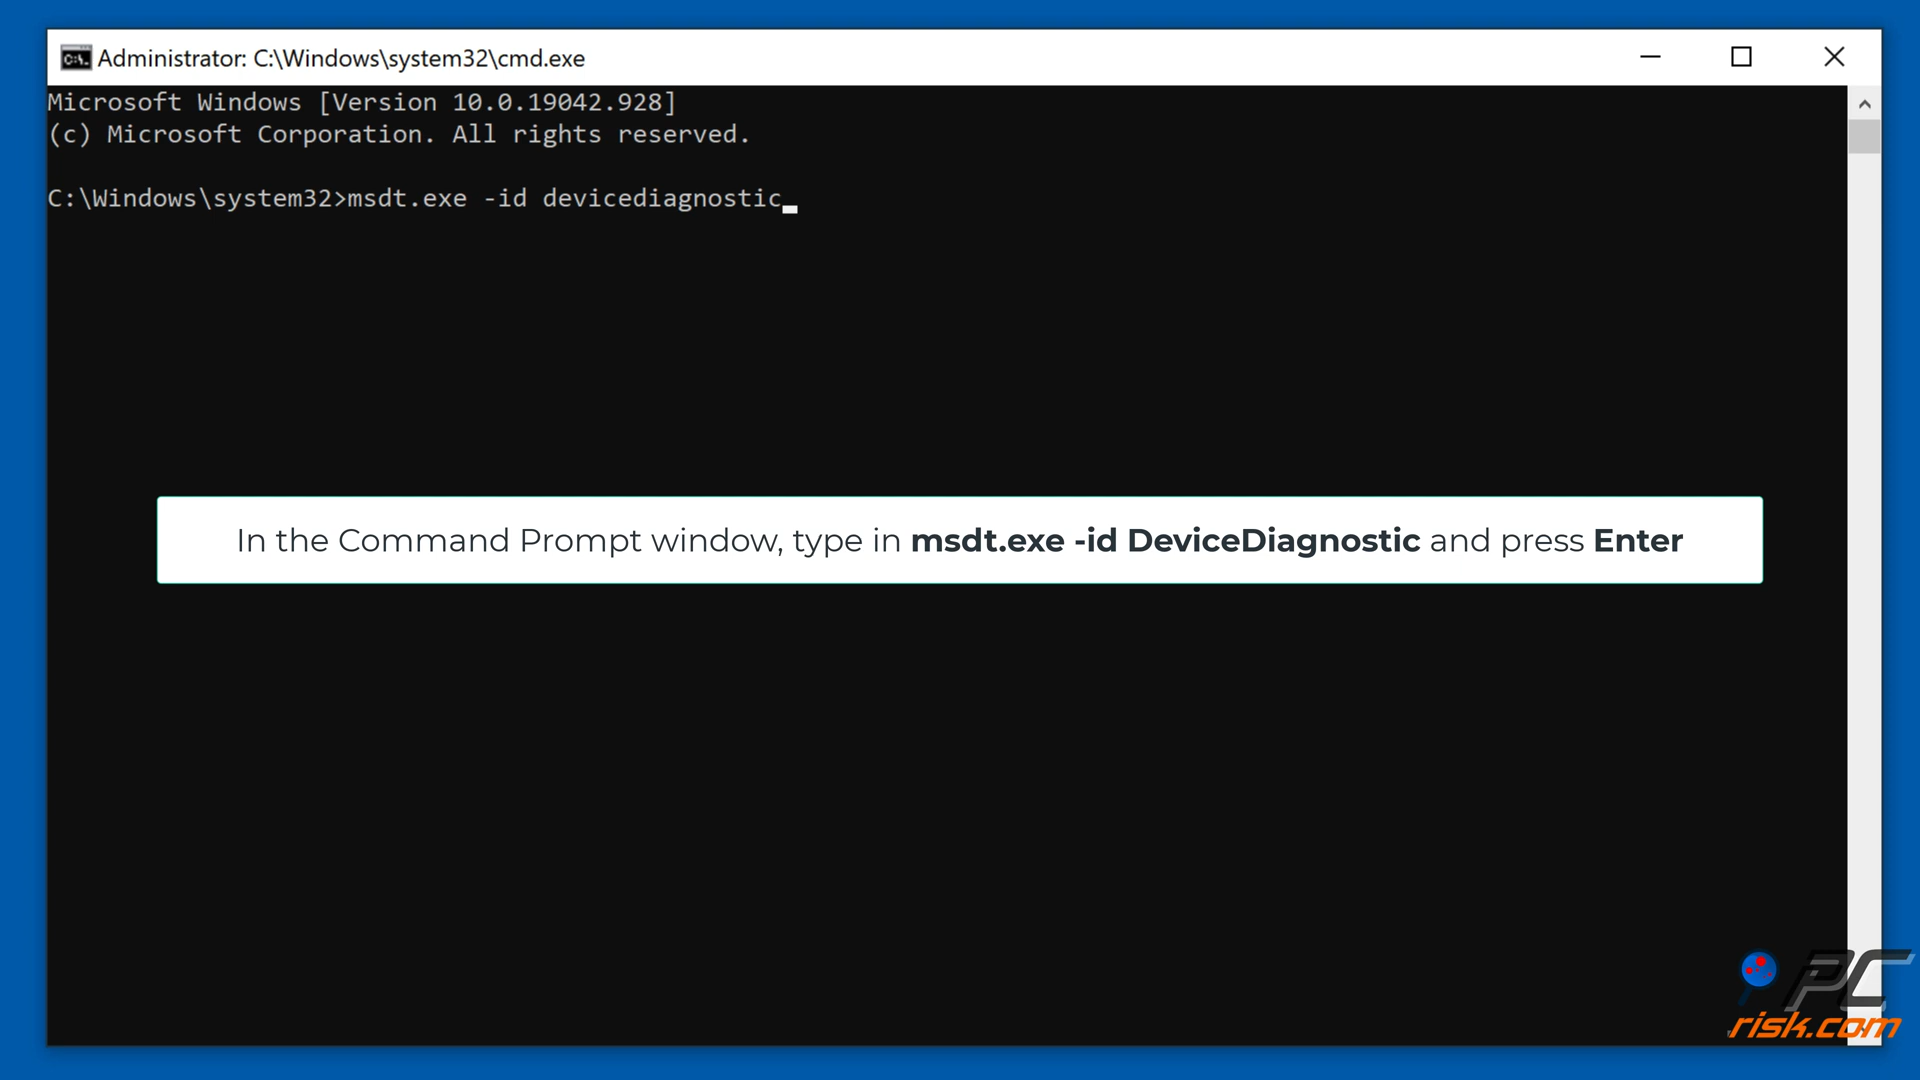 Administrator: C:\Windows\system32\cmd.exe
Microsoft Windows [Version 10.0.19042.928]
(c) Microsoft Corporation. All rights reserved.
C:\Windows\system32>msdt.exe -id devicediagnostic
In the Command Prompt window, type in msdt.exe -id DeviceDiagnostic and press Enter
PC
risk.com